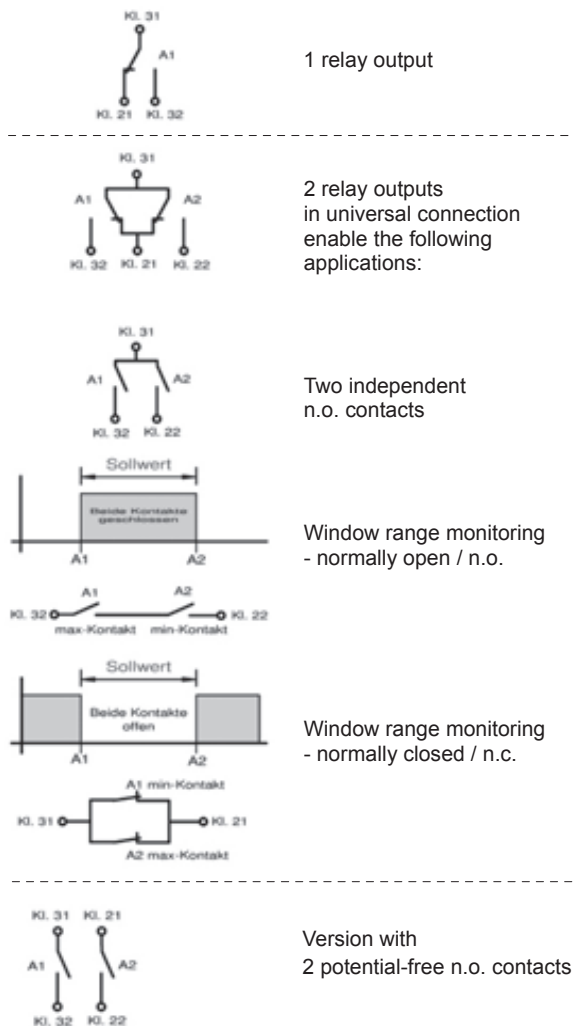 Kl. 31
A1
Kl. 21 Kl. 32
1 relay output
Kl. 31
A1 A2
Kl. 32 Kl. 21 Kl. 22
2 relay outputs
in universal connection
enable the following
applications:
Kl. 31
A1 A2
Kl. 32 Kl. 22
Two independent
n.o. contacts
Sollwert
Beide Kontakte
geschlossen
A1 A2
Window range monitoring
- normally open / n.o.
A1 A2
Kl. 32 Kl. 22
max-Kontakt min-Kontakt
Sollwert
Beide Kontakte
offen
A1 A2
Window range monitoring
- normally closed / n.c.
A1 min-Kontakt
Kl. 31 Kl. 21
A2 max-Kontakt
Kl. 31 Kl. 21
A1 A2
Kl. 32 Kl. 22
Version with
2 potential-free n.o. contacts